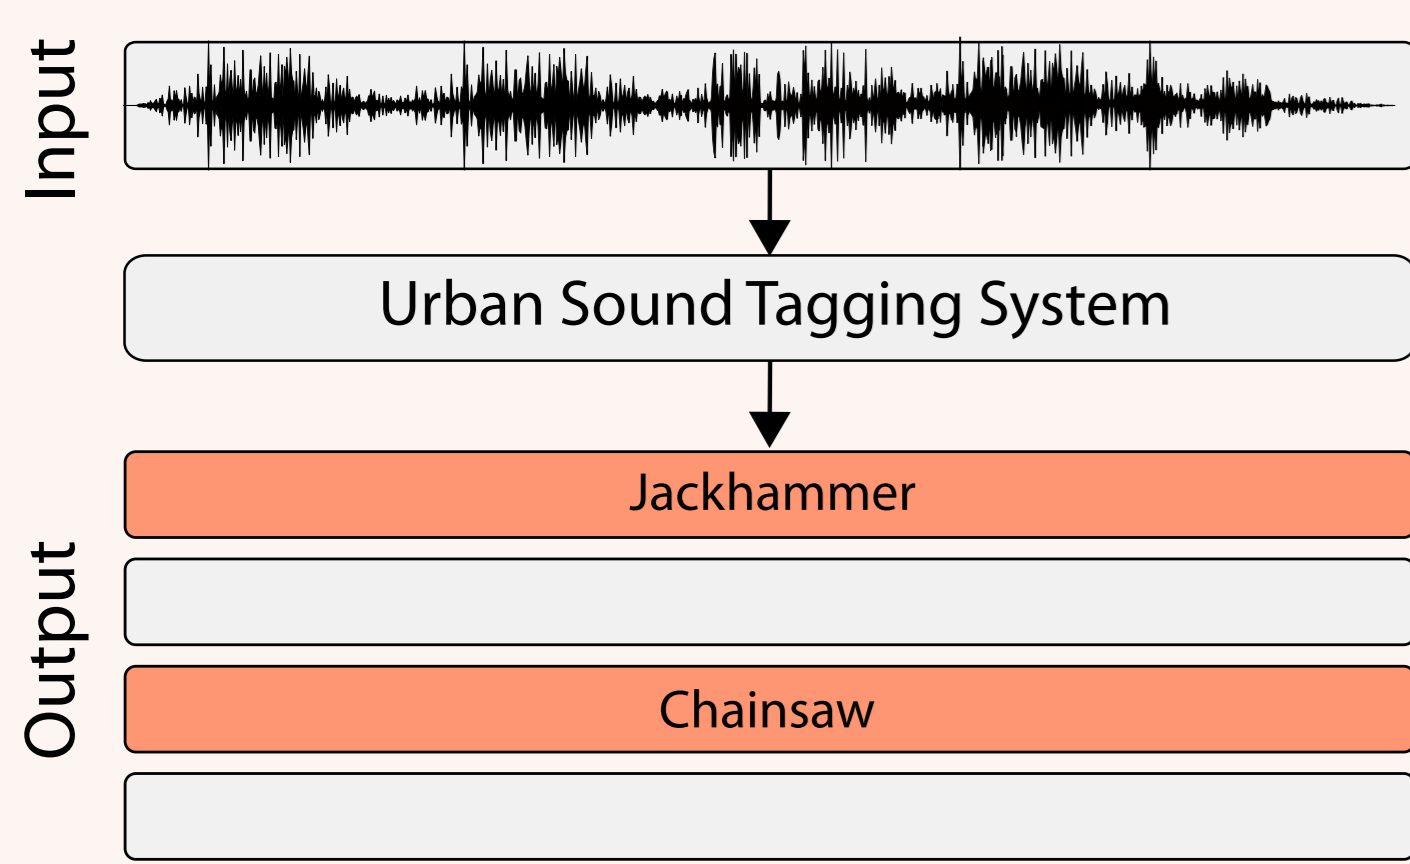 Input
Urban Sound Tagging System
Output
Jackhammer
Chainsaw